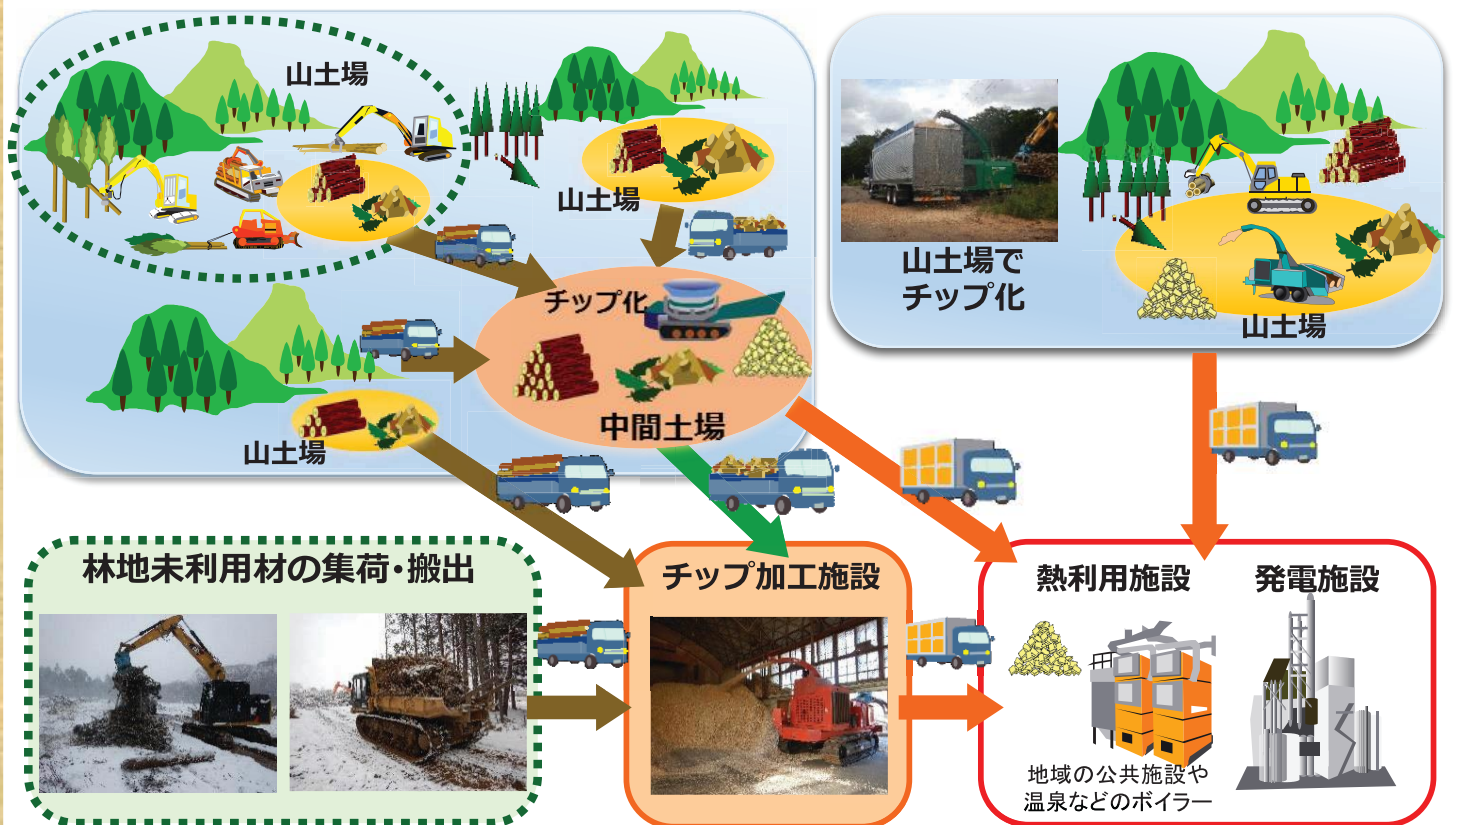 山土場
山土場
チップ化
中間土場
山土場
山土場で
チップ化
山土場
林地未利用材の集荷・搬出
チップ加工施設
熱利用施設
発電施設
地域の公共施設や
温泉などのボイラー